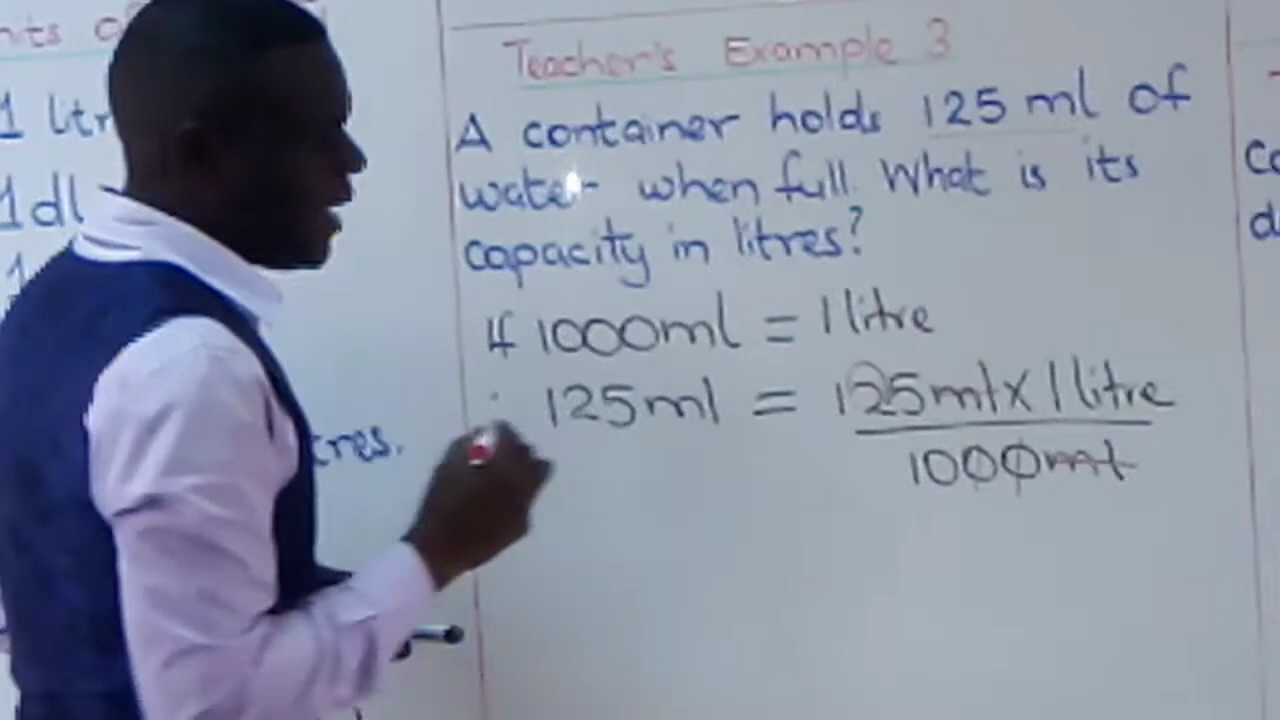 1 litr
1dl
tres.
Teacher's Example 3
A container holds 125 ml of
water when full. What is its
capacity in litres?
If 1000ml = 1 litre
∴ 125ml = 125ml x 1 litre
1000ml